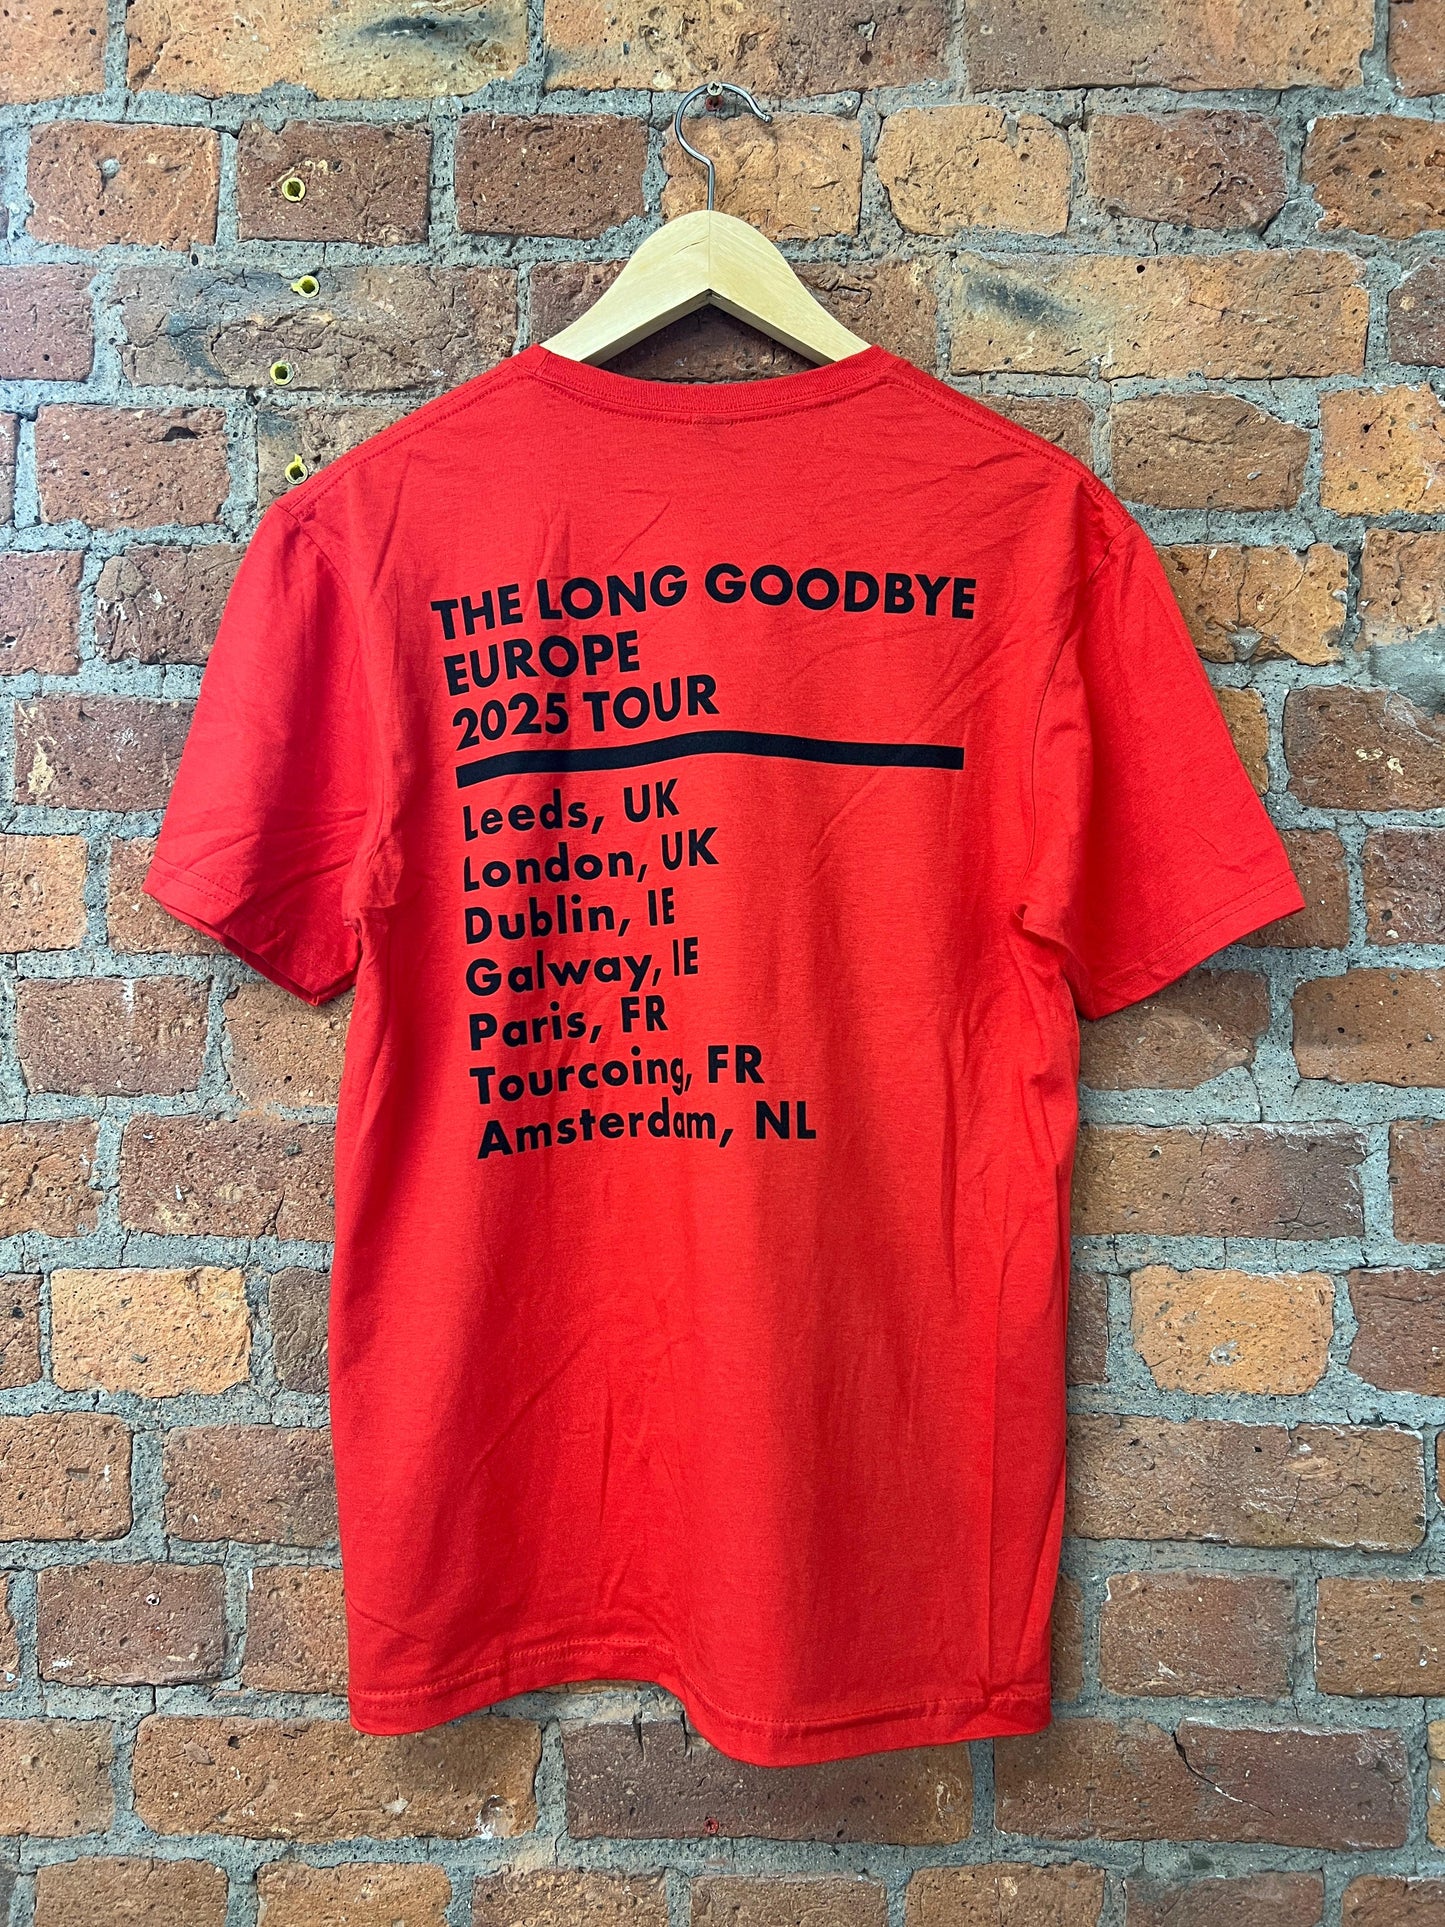 THE LONG GOODBYE
EUROPE
2025 TOUR
Leeds, UK
London, UK
Dublin, IE
Galway, IE
Paris, FR
Tourcoing, FR
Amsterdam, NL